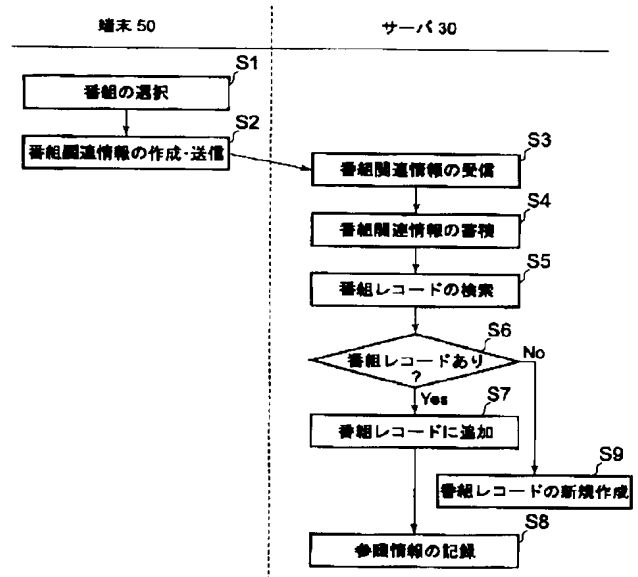 端末50
サーバ30
S1
番組の選択
S2
番組関連情報の作成・送信
S3
番組関連情報の受信
S4
番組関連情報の蓄積
S5
番組レコードの検索
S6
番組レコードあり
?
No
Yes
S7
番組レコードに追加
S9
番組レコードの新規作成
S8
参照情報の記録